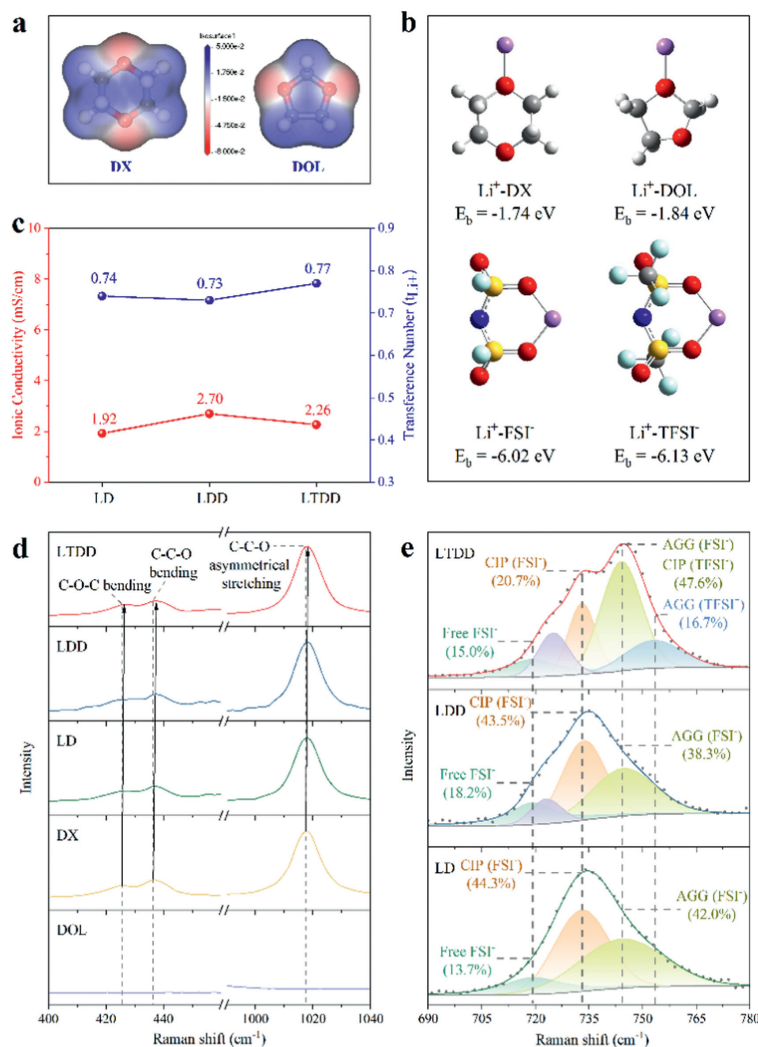 a
Isosurface1
5.000e-2
1.750e-2
-1.500e-2
-4.750e-2
-8.000e-2
DX
DOL
b
Li⁺-DX
E_b = -1.74 eV
Li⁺-DOL
E_b = -1.84 eV
Li⁺-FSI⁻
E_b = -6.02 eV
Li⁺-TFSI⁻
E_b = -6.13 eV
c
Ionic Conductivity (mS/cm)
10
8
6
4
2
0
0.74
0.73
0.77
1.92
2.70
2.26
LD
LDD
LTDD
0.9
0.8
0.7
0.6
0.5
0.4
0.3
Transference Number (t_Li+)
d
LTDD
C-O-C bending
C-C-O
bending
C-C-O
asymmetrical
stretching
LDD
LD
DX
DOL
Intensity
400
420
440
1000
1020
1040
Raman shift (cm⁻¹)
e
LTDD
CIP (FSI⁻)
(20.7%)
AGG (FSI⁻)
CIP (TFSI⁻)
(47.6%)
AGG (TFSI⁻)
(16.7%)
Free FSI⁻
(15.0%)
LDD
CIP (FSI⁻)
(43.5%)
AGG (FSI⁻)
(38.3%)
Free FSI⁻
(18.2%)
LD
CIP (FSI⁻)
(44.3%)
AGG (FSI⁻)
(42.0%)
Free FSI⁻
(13.7%)
Intensity
690
705
720
735
750
765
780
Raman shift (cm⁻¹)